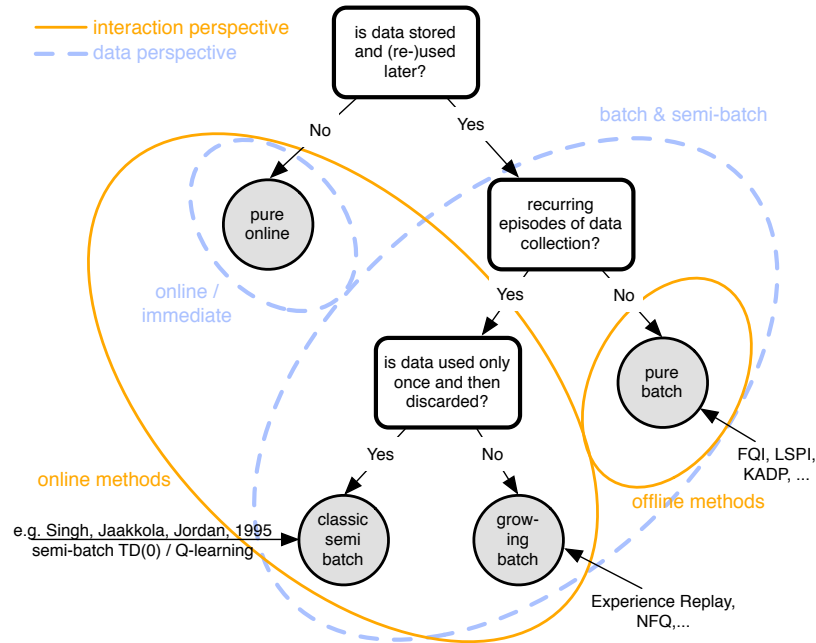 interaction perspective
data perspective
is data stored
and (re-)used
later?
batch & semi-batch
No
Yes
pure
online
recurring
episodes of data
collection?
online /
immediate
Yes
No
is data used only
once and then
discarded?
pure
batch
FQI, LSPI,
KADP, ...
Yes
No
online methods
offline methods
e.g. Singh, Jaakkola, Jordan, 1995
semi-batch TD(0) / Q-learning
classic
semi
batch
grow-
ing
batch
Experience Replay,
NFQ,...